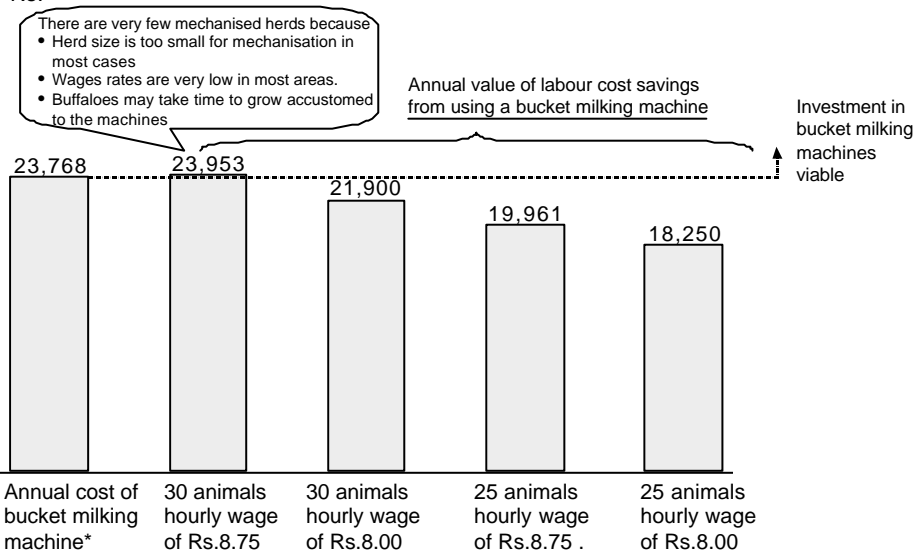 There are very few mechanised herds because
• Herd size is too small for mechanisation in
most cases
• Wages rates are very low in most areas.
• Buffaloes may take time to grow accustomed
to the machines
Annual value of labour cost savings
from using a bucket milking machine
Investment in
bucket milking
machines
viable
23,768
23,953
21,900
19,961
18,250
Annual cost of
bucket milking
machine*
30 animals
hourly wage
of Rs.8.75
30 animals
hourly wage
of Rs.8.00
25 animals
hourly wage
of Rs.8.75 .
25 animals
hourly wage
of Rs.8.00